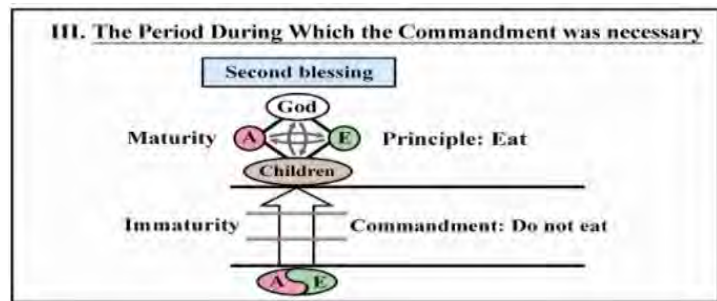 III. The Period During Which the Commandment was necessary
Second blessing
God
Maturity A E Principle: Eat
Children
Immaturity Commandment: Do not eat
A E